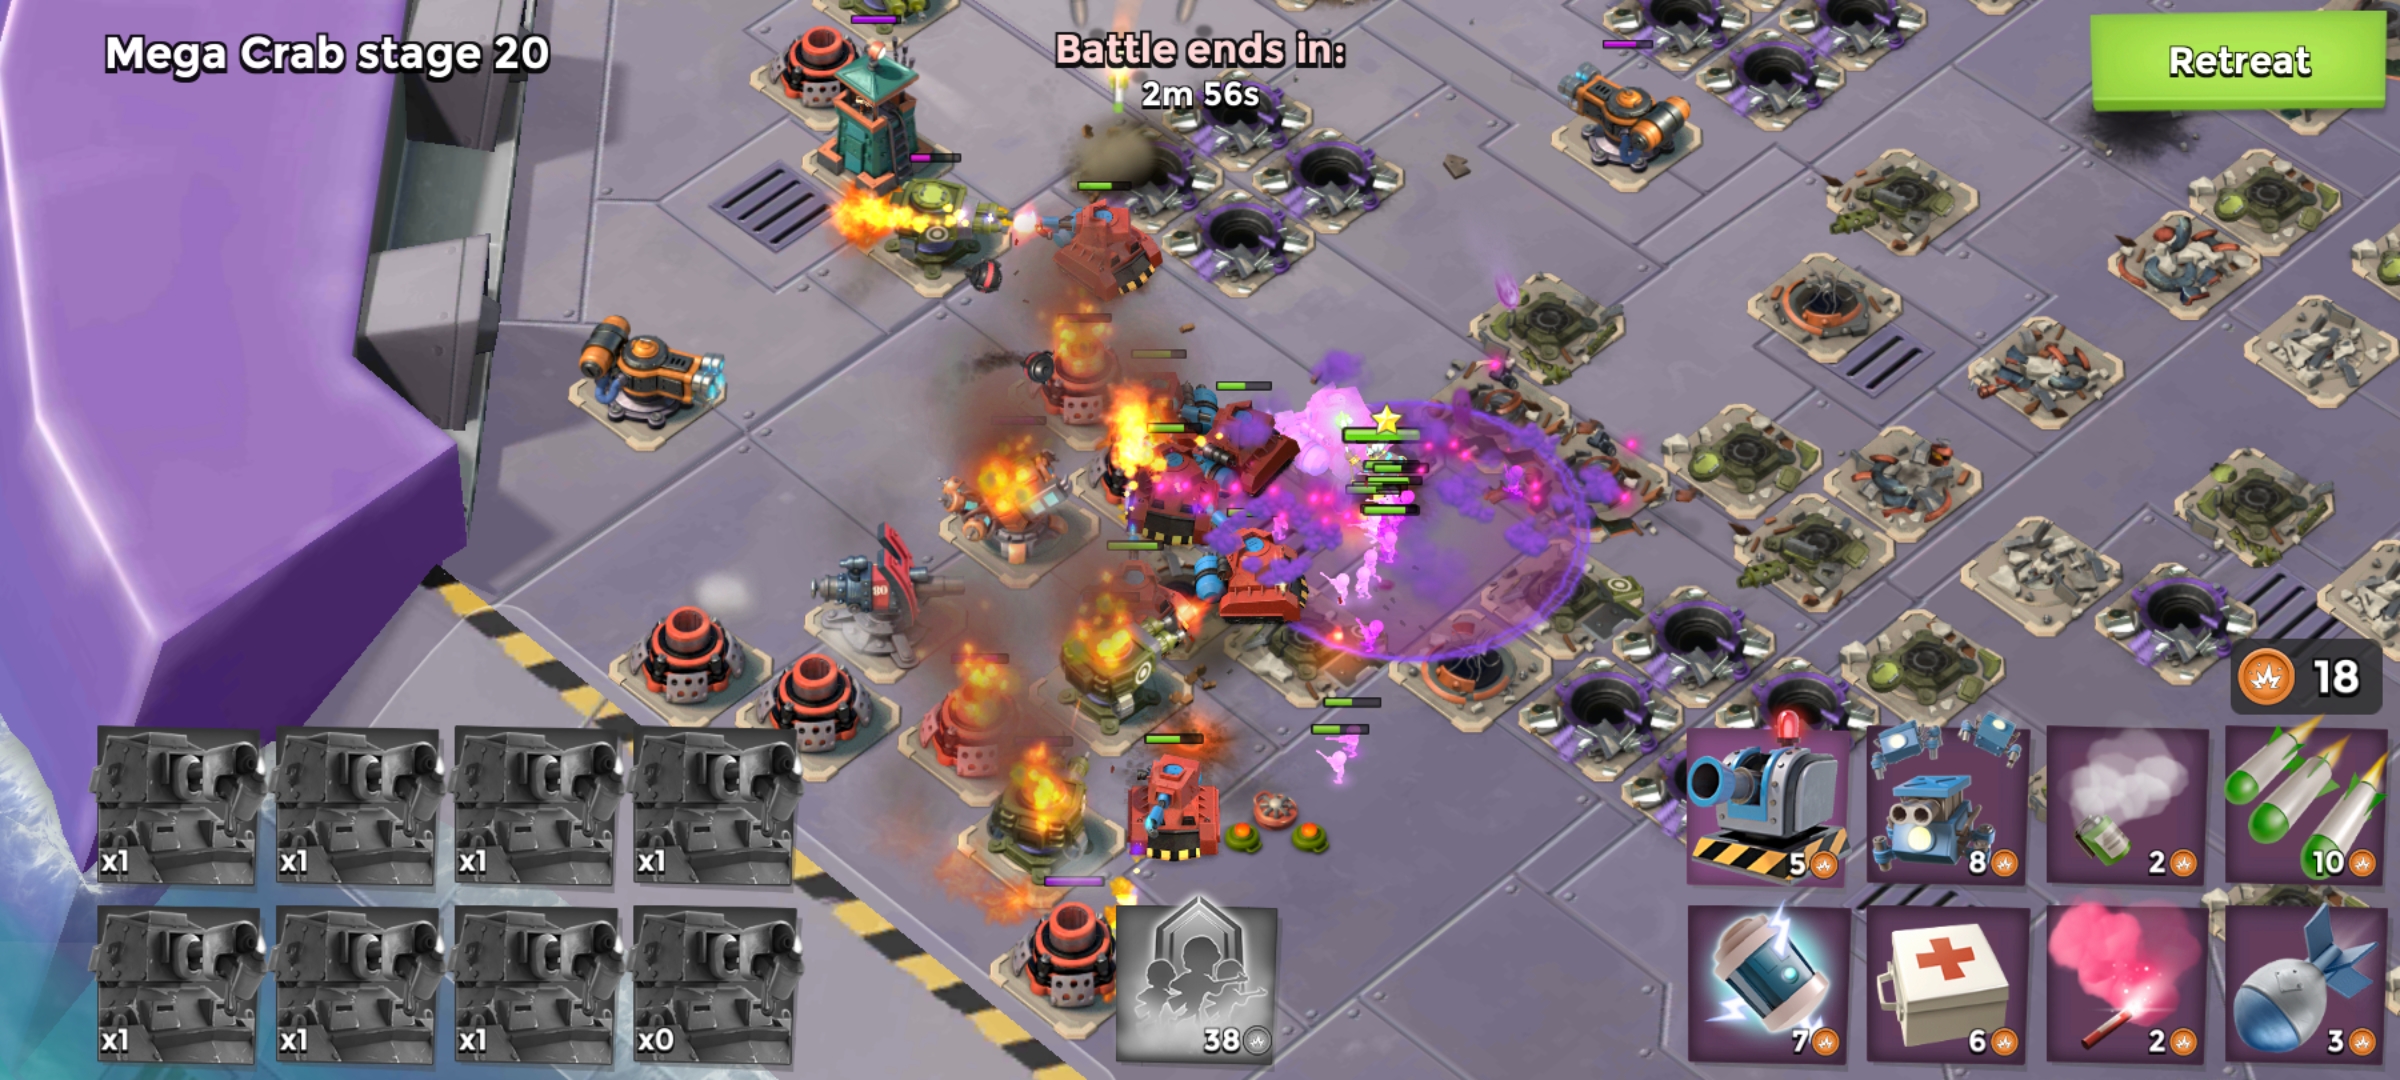 Mega Crab stage 20
Battle ends in:
2m 56s
Retreat
80
18
x1
x1
x1
x1
5
8
2
10
x1
x1
x1
x0
38
7
6
2
3